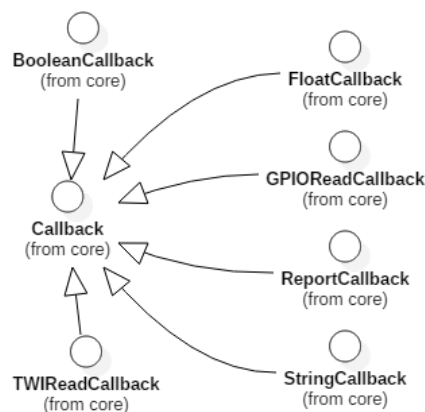 BooleanCallback
(from core)
FloatCallback
(from core)
GPIOReadCallback
(from core)
Callback
(from core)
ReportCallback
(from core)
TWIReadCallback
(from core)
StringCallback
(from core)